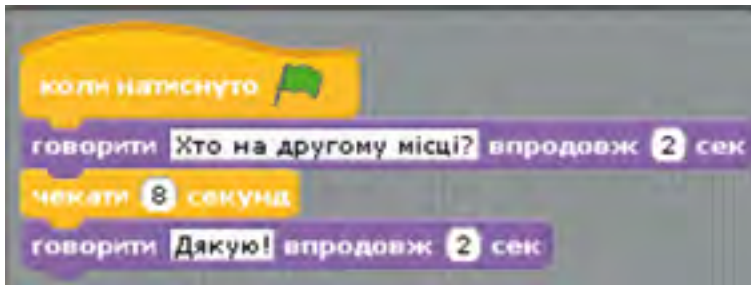 коли натиснуто
говорити Хто на другому місці? впродовж 2 сек
чекати 8 секунд
говорити Дякую! впродовж 2 сек